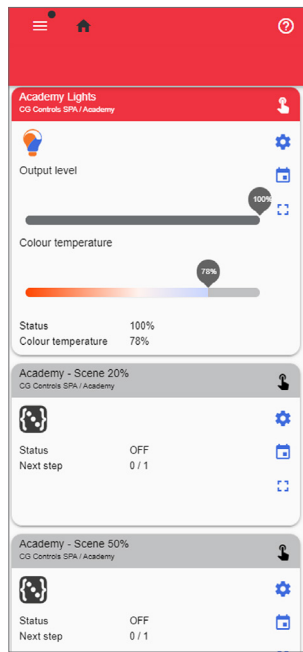 Academy Lights
CG Controls SPA / Academy
Output level
100%
Colour temperature
78%
Status 100%
Colour temperature 78%
Academy - Scene 20%
CG Controls SPA / Academy
Status OFF
Next step 0 / 1
Academy - Scene 50%
CG Controls SPA / Academy
Status OFF
Next step 0 / 1